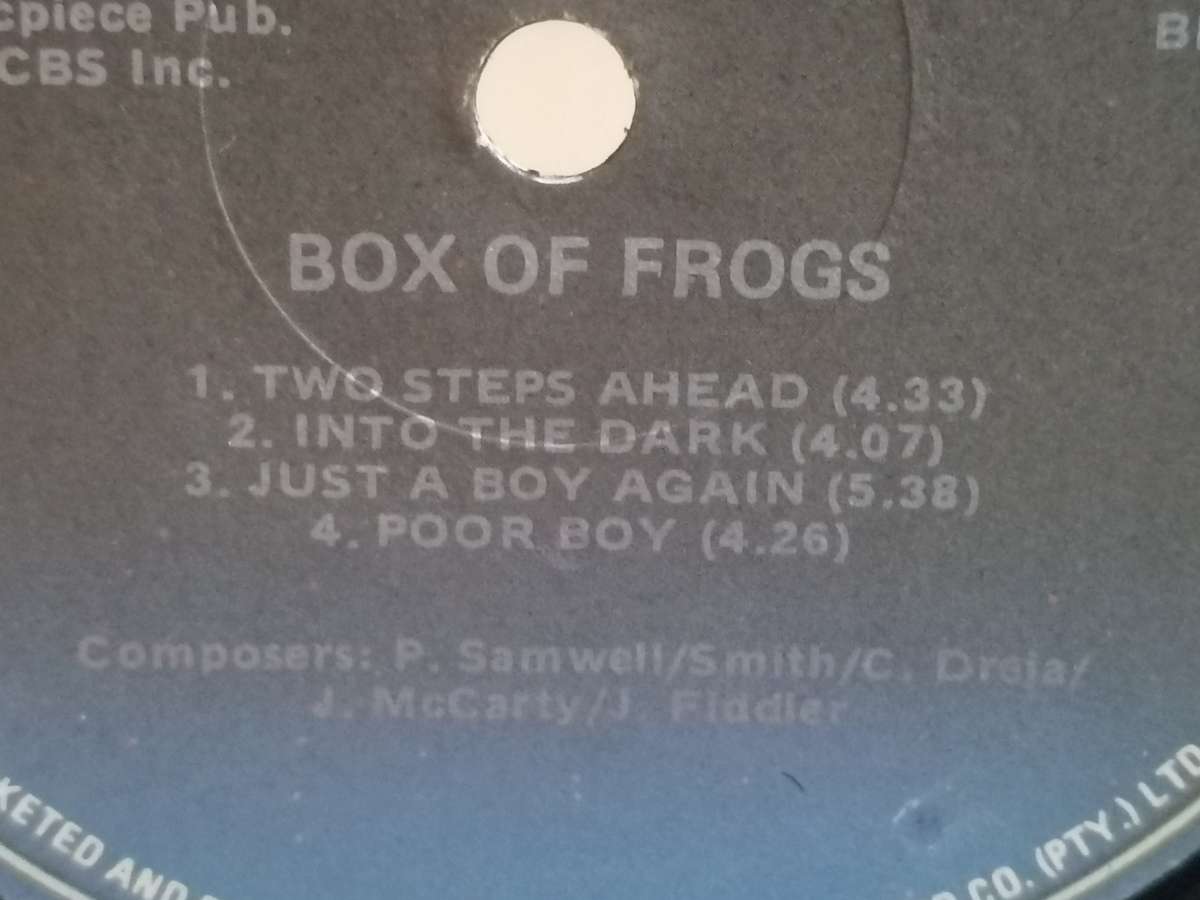 cpiece Pub.
CBS Inc.
BOX OF FROGS
1. TWO STEPS AHEAD (4.33)
2. INTO THE DARK (4.07)
3. JUST A BOY AGAIN (5.38)
4. POOR BOY (4.26)
Composers: P. Samwell/Smith/C. Dreja/
J. McCarty/J. Fiddler
KETED AND
CO. (PTY.) LTD